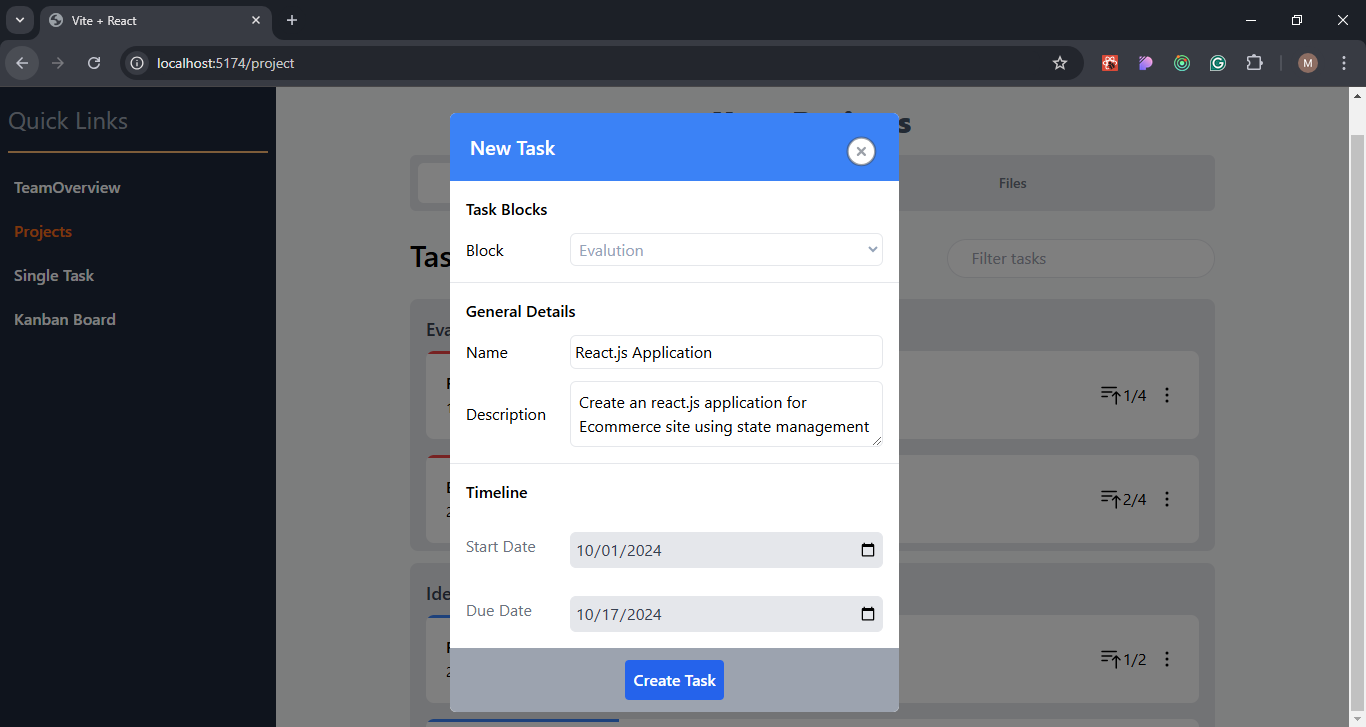 Vite + React
localhost:5174/project
M
Quick Links
TeamOverview
Projects
Single Task
Kanban Board
Files
Filter tasks
New Task
Task Blocks
Block
Evalution
General Details
Name
React.js Application
Description
Create an react.js application for
Ecommerce site using state management
Timeline
Start Date
10/01/2024
Due Date
10/17/2024
Create Task
1/4
2/4
1/2